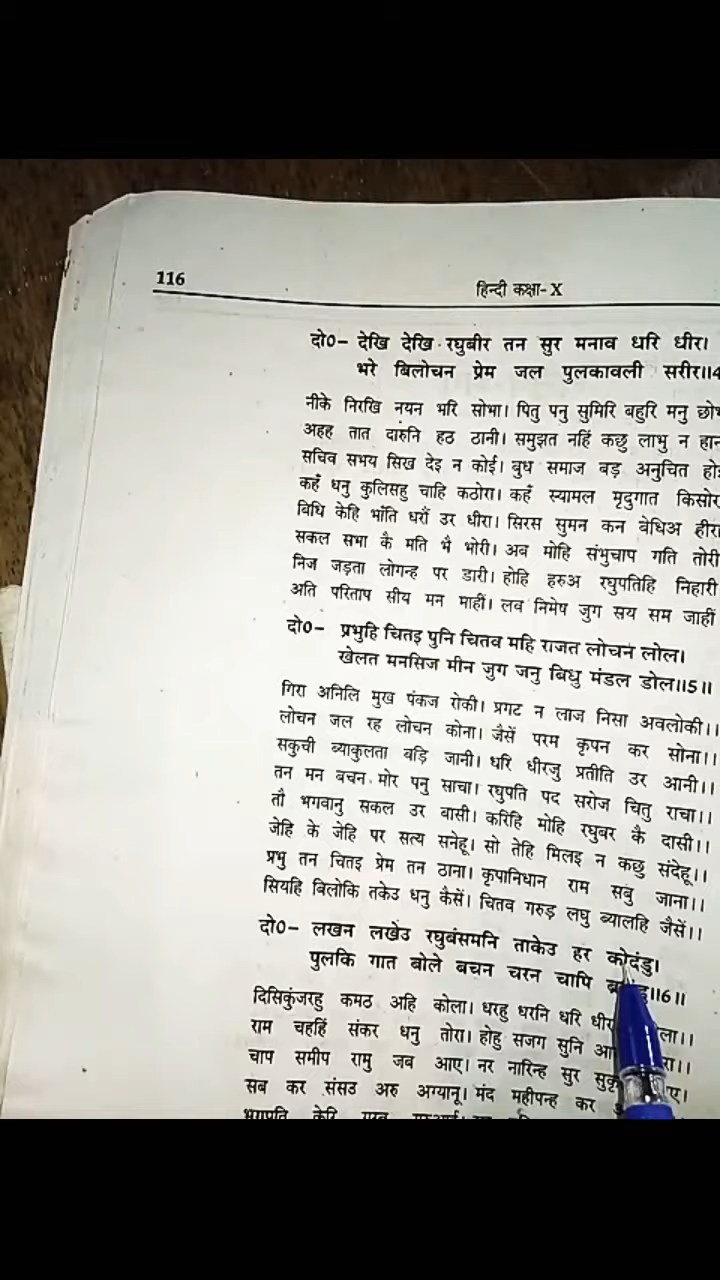 116
हिन्दी कक्षा-X
दो0– देखि देखि रघुबीर तन सुर मनाव धरि धीर।
भरे बिलोचन प्रेम जल पुलकावली सरीर॥4
नीके निरखि नयन भरि सोभा। पितु पनु सुमिरि बहुरि मनु
अहह तात दारुनि हठ ठानी। समुझत नहिं कछु लाभु न
सचिव सभय सिख देइ न कोई। बुध समाज बड़ अनुचित
कहँ धनु कुलिसहु चाहि कठोरा। कहँ स्यामल मृदुगात किसोर
बिधि केहि भाँति धरौं उर धीरा। सिरस सुमन कन बेधिअ हीरा
सकल सभा कै मति भै भोरी। अब मोहि संभुचाप गति तोरी
निज जड़ता लोगन्ह पर डारी। होहि हरुअ रघुपतिहि निहारी
अति परिताप सीय मन माहीं। लव निमेष जुग सय सम जाहीं
दो0– प्रभुहि चितइ पुनि चितव महि राजत लोचन लोल।
खेलत मनसिज मीन जुग जनु बिधु मंडल डोल॥5॥
गिरा अनिलि मुख पंकज रोकी। प्रगट न लाज निसा अवलोकी।।
लोचन जल रह लोचन कोना। जैसें परम कृपन कर सोना।।
सकुची ब्याकुलता बड़ि जानी। धरि धीरजु प्रतीति उर आनी।।
तन मन बचन मोर पनु साचा। रघुपति पद सरोज चितु राचा।।
तौ भगवानु सकल उर बासी। करिहि मोहि रघुबर कै दासी।।
जेहि के जेहि पर सत्य सनेहू। सो तेहि मिलइ न कछु संदेहू।।
प्रभु तन चितइ प्रेम तन ठाना। कृपानिधान राम सबु जाना।।
सियहि बिलोकि तकेउ धनु कैसें। चितव गरुड़ लघु ब्यालहि जैसें।।
दो0– लखन लखेउ रघुबंसमनि ताकेउ हर कोदंडु।
पुलकि गात बोले बचन चरन चापि ॥6॥
दिसिकुंजरहु कमठ अहि कोला। धरहु धरनि धरि
राम चहहिं संकर धनु तोरा। होहु सजग सुनि
चाप समीप रामु जब आए। नर नारिन्ह सुर
सब कर संसउ अरु अग्यानू। मंद महीपन्ह कर